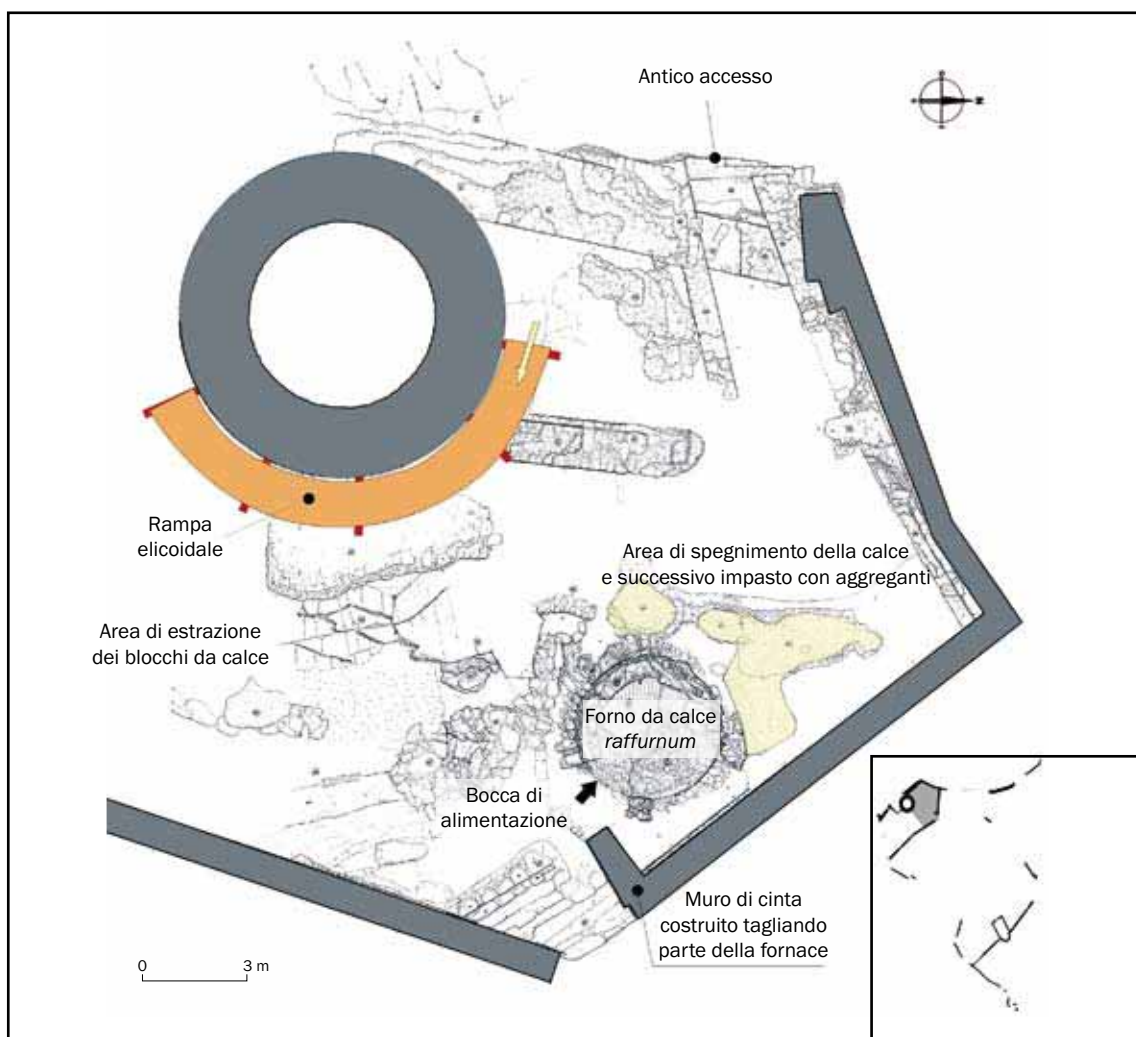 Antico accesso
N
Rampa
elicoidale
Area di spegnimento della calce
e successivo impasto con aggreganti
Area di estrazione
dei blocchi da calce
Forno da calce
raffurnum
Bocca di
alimentazione
Muro di cinta
costruito tagliando
parte della fornace
0 3 m